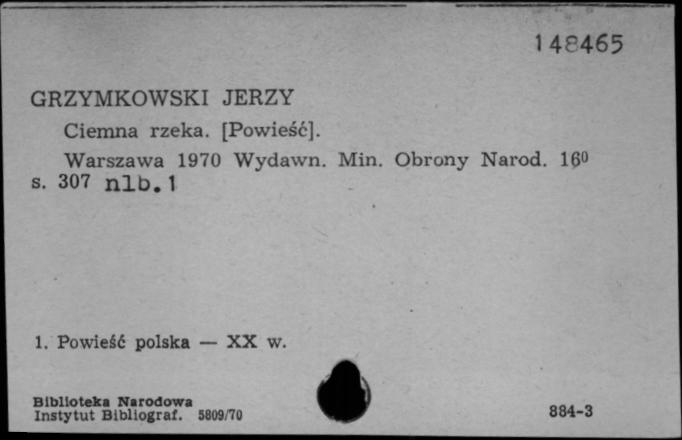 148465
GRZYMKOWSKI JERZY
Ciemna rzeka. [Powieść].
Warszawa 1970 Wydawn. Min. Obrony Narod. 16⁰
s. 307 nlb.1
1. Powieść polska — XX w.
Biblioteka Narodowa
Instytut Bibliograf. 5809/70
884-3